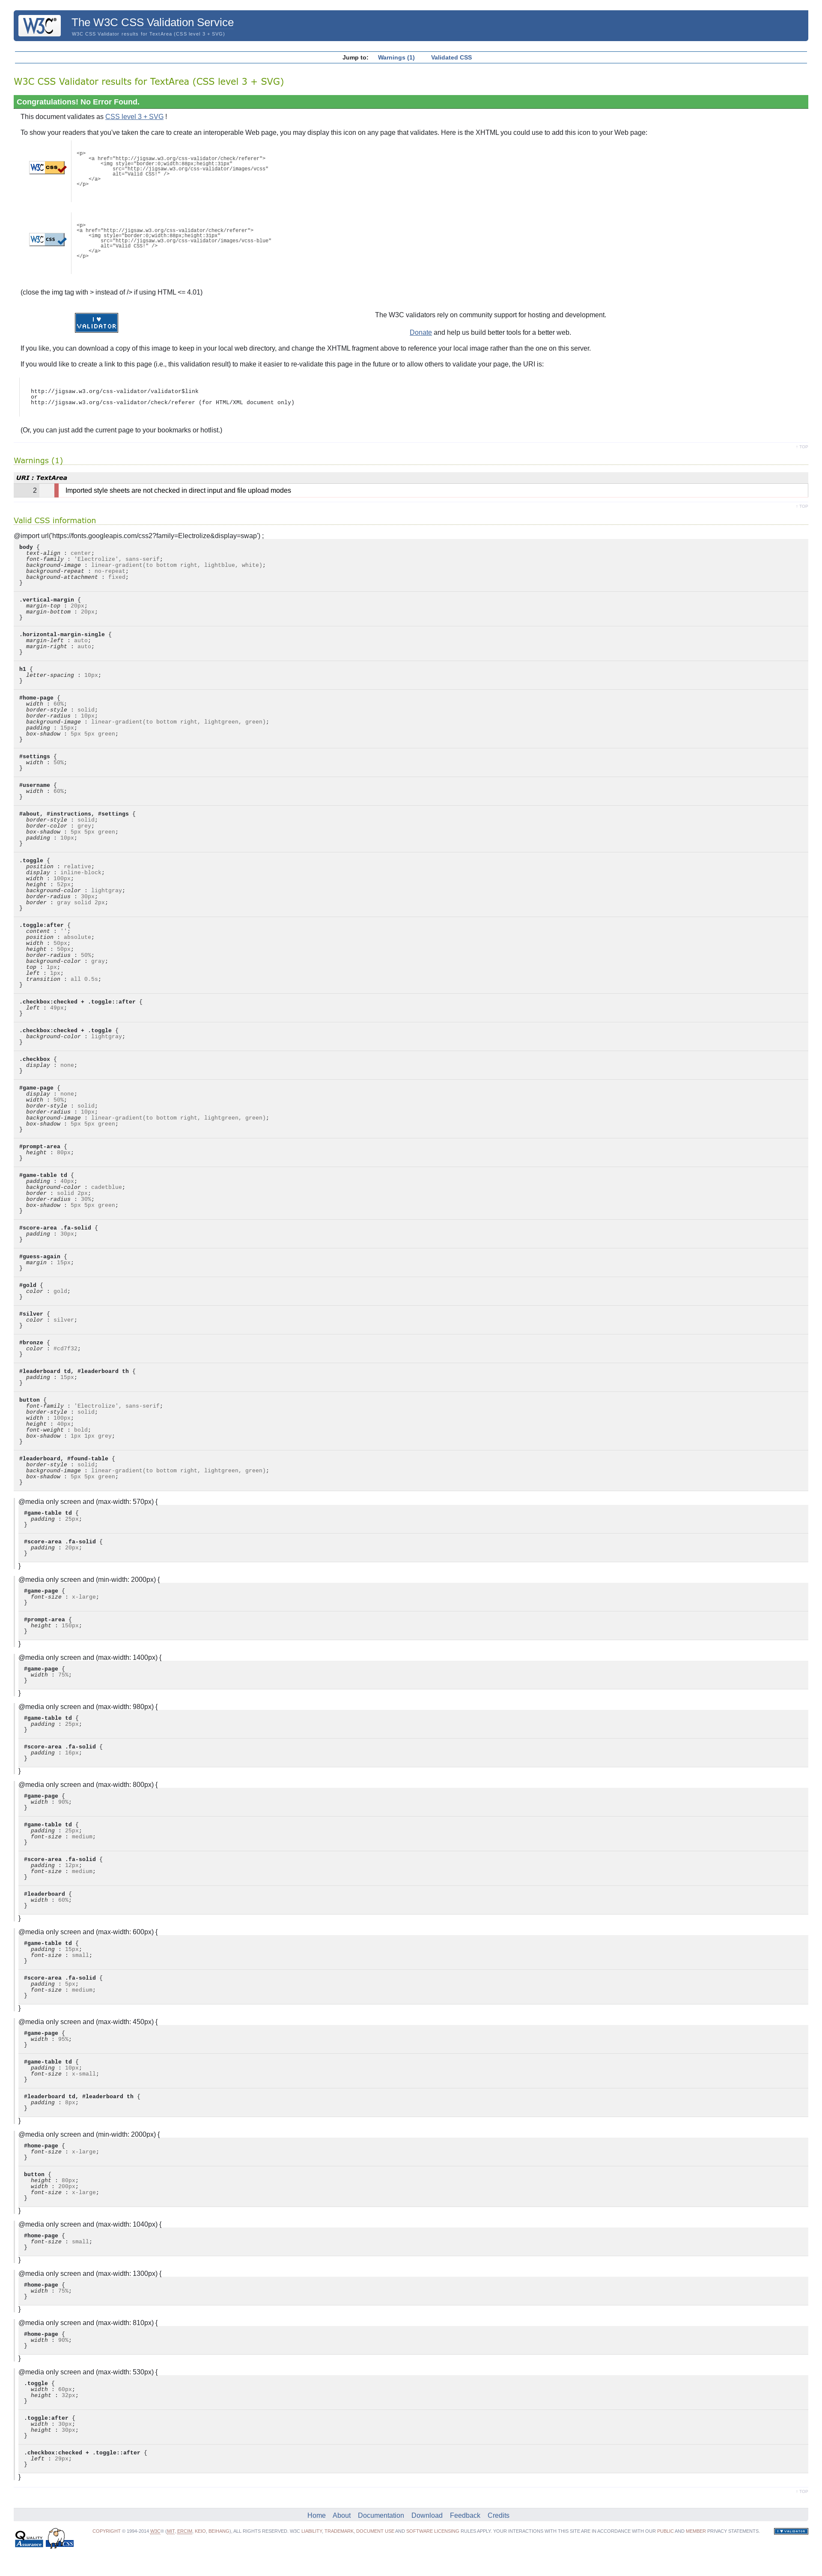 W3C
The W3C CSS Validation Service
W3C CSS Validator results for TextArea (CSS level 3 + SVG)
Jump to: Warnings (1) Validated CSS
W3C CSS Validator results for TextArea (CSS level 3 + SVG)
Congratulations! No Error Found.
This document validates as CSS level 3 + SVG !
To show your readers that you've taken the care to create an interoperable Web page, you may display this icon on any page that validates. Here is the XHTML you could use to add this icon to your Web page:
W3C css
<p>
<a href="http://jigsaw.w3.org/css-validator/check/referer">
<img style="border:0;width:88px;height:31px"
src="http://jigsaw.w3.org/css-validator/images/vcss"
alt="Valid CSS!" />
</a>
</p>
W3C css
<p>
<a href="http://jigsaw.w3.org/css-validator/check/referer">
<img style="border:0;width:88px;height:31px"
src="http://jigsaw.w3.org/css-validator/images/vcss-blue"
alt="Valid CSS!" />
</a>
</p>
(close the img tag with > instead of /> if using HTML <= 4.01)
I ♥
VALIDATOR
The W3C validators rely on community support for hosting and development.
Donate and help us build better tools for a better web.
If you like, you can download a copy of this image to keep in your local web directory, and change the XHTML fragment above to reference your local image rather than the one on this server.
If you would like to create a link to this page (i.e., this validation result) to make it easier to re-validate this page in the future or to allow others to validate your page, the URI is:
http://jigsaw.w3.org/css-validator/validator$link
or
http://jigsaw.w3.org/css-validator/check/referer (for HTML/XML document only)
(Or, you can just add the current page to your bookmarks or hotlist.)
↑ TOP
Warnings (1)
URI : TextArea
2 Imported style sheets are not checked in direct input and file upload modes
↑ TOP
Valid CSS information
@import url('https://fonts.googleapis.com/css2?family=Electrolize&display=swap') ;
body {
text-align : center;
font-family : 'Electrolize', sans-serif;
background-image : linear-gradient(to bottom right, lightblue, white);
background-repeat : no-repeat;
background-attachment : fixed;
}
.vertical-margin {
margin-top : 20px;
margin-bottom : 20px;
}
.horizontal-margin-single {
margin-left : auto;
margin-right : auto;
}
h1 {
letter-spacing : 10px;
}
#home-page {
width : 60%;
border-style : solid;
border-radius : 10px;
background-image : linear-gradient(to bottom right, lightgreen, green);
padding : 15px;
box-shadow : 5px 5px green;
}
#settings {
width : 50%;
}
#username {
width : 60%;
}
#about, #instructions, #settings {
border-style : solid;
border-color : grey;
box-shadow : 5px 5px green;
padding : 10px;
}
.toggle {
position : relative;
display : inline-block;
width : 100px;
height : 52px;
background-color : lightgray;
border-radius : 30px;
border : gray solid 2px;
}
.toggle:after {
content : '';
position : absolute;
width : 50px;
height : 50px;
border-radius : 50%;
background-color : gray;
top : 1px;
left : 1px;
transition : all 0.5s;
}
.checkbox:checked + .toggle::after {
left : 49px;
}
.checkbox:checked + .toggle {
background-color : lightgray;
}
.checkbox {
display : none;
}
#game-page {
display : none;
width : 50%;
border-style : solid;
border-radius : 10px;
background-image : linear-gradient(to bottom right, lightgreen, green);
box-shadow : 5px 5px green;
}
#prompt-area {
height : 80px;
}
#game-table td {
padding : 40px;
background-color : cadetblue;
border : solid 2px;
border-radius : 30%;
box-shadow : 5px 5px green;
}
#score-area .fa-solid {
padding : 30px;
}
#guess-again {
margin : 15px;
}
#gold {
color : gold;
}
#silver {
color : silver;
}
#bronze {
color : #cd7f32;
}
#leaderboard td, #leaderboard th {
padding : 15px;
}
button {
font-family : 'Electrolize', sans-serif;
border-style : solid;
width : 100px;
height : 40px;
font-weight : bold;
box-shadow : 1px 1px grey;
}
#leaderboard, #found-table {
border-style : solid;
background-image : linear-gradient(to bottom right, lightgreen, green);
box-shadow : 5px 5px green;
}
@media only screen and (max-width: 570px) {
#game-table td {
padding : 25px;
}
#score-area .fa-solid {
padding : 20px;
}
}
@media only screen and (min-width: 2000px) {
#game-page {
font-size : x-large;
}
#prompt-area {
height : 150px;
}
}
@media only screen and (max-width: 1400px) {
#game-page {
width : 75%;
}
}
@media only screen and (max-width: 980px) {
#game-table td {
padding : 25px;
}
#score-area .fa-solid {
padding : 16px;
}
}
@media only screen and (max-width: 800px) {
#game-page {
width : 90%;
}
#game-table td {
padding : 25px;
font-size : medium;
}
#score-area .fa-solid {
padding : 12px;
font-size : medium;
}
#leaderboard {
width : 60%;
}
}
@media only screen and (max-width: 600px) {
#game-table td {
padding : 15px;
font-size : small;
}
#score-area .fa-solid {
padding : 5px;
font-size : medium;
}
}
@media only screen and (max-width: 450px) {
#game-page {
width : 95%;
}
#game-table td {
padding : 10px;
font-size : x-small;
}
#leaderboard td, #leaderboard th {
padding : 8px;
}
}
@media only screen and (min-width: 2000px) {
#home-page {
font-size : x-large;
}
button {
height : 80px;
width : 200px;
font-size : x-large;
}
}
@media only screen and (max-width: 1040px) {
#home-page {
font-size : small;
}
}
@media only screen and (max-width: 1300px) {
#home-page {
width : 75%;
}
}
@media only screen and (max-width: 810px) {
#home-page {
width : 90%;
}
}
@media only screen and (max-width: 530px) {
.toggle {
width : 60px;
height : 32px;
}
.toggle:after {
width : 30px;
height : 30px;
}
.checkbox:checked + .toggle::after {
left : 29px;
}
}
↑ TOP
Home About Documentation Download Feedback Credits
QUALITY
Assurance
CSS
COPYRIGHT © 1994-2014 W3C® (MIT, ERCIM, KEIO, BEIHANG), ALL RIGHTS RESERVED. W3C LIABILITY, TRADEMARK, DOCUMENT USE AND SOFTWARE LICENSING RULES APPLY. YOUR INTERACTIONS WITH THIS SITE ARE IN ACCORDANCE WITH OUR PUBLIC AND MEMBER PRIVACY STATEMENTS.
I ♥ VALIDATOR